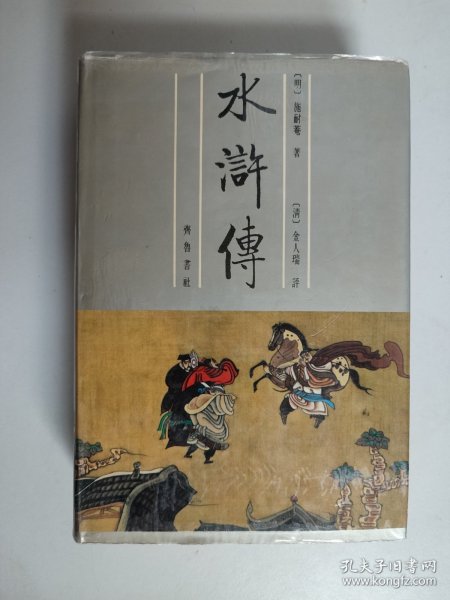 [明] 施耐菴 著
[清] 金人瑞 評
水滸傳
齊魯書社
孔夫子旧书网
www.kongfz.com